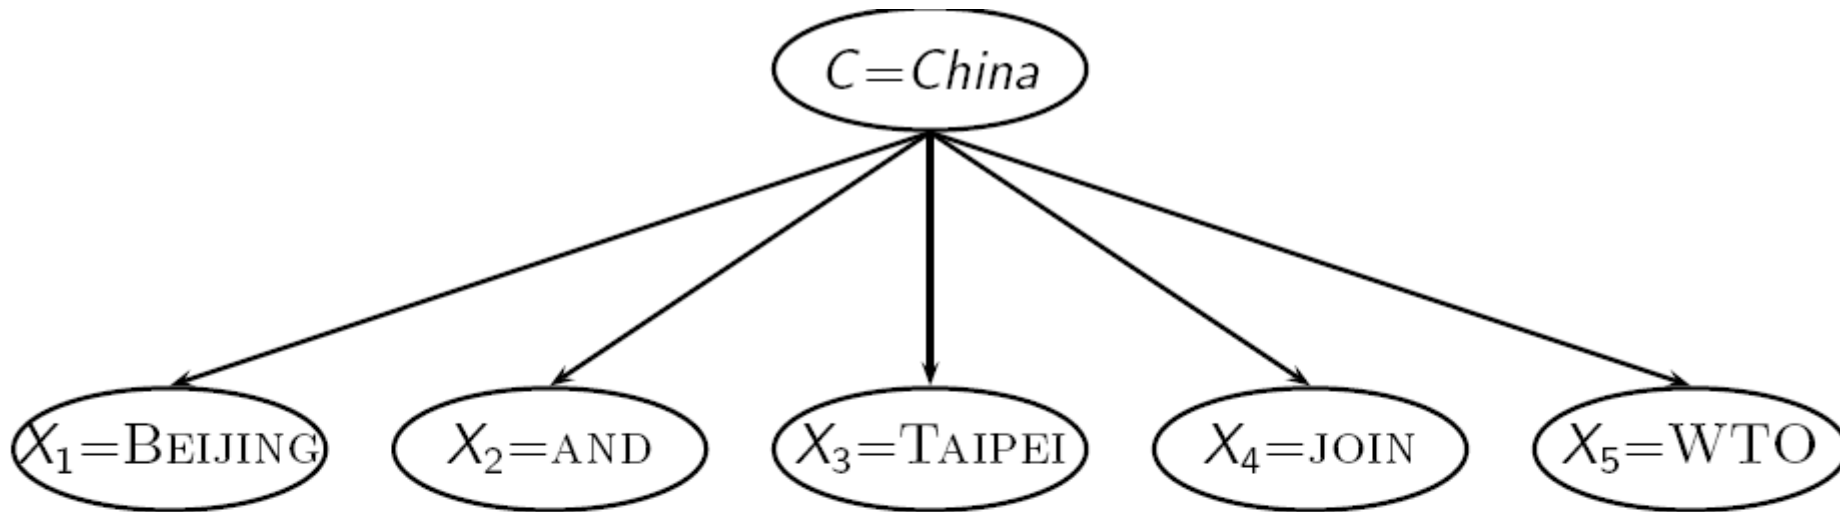 C=China
X₁=BEIJING
X₂=AND
X₃=TAIPEI
X₄=JOIN
X₅=WTO